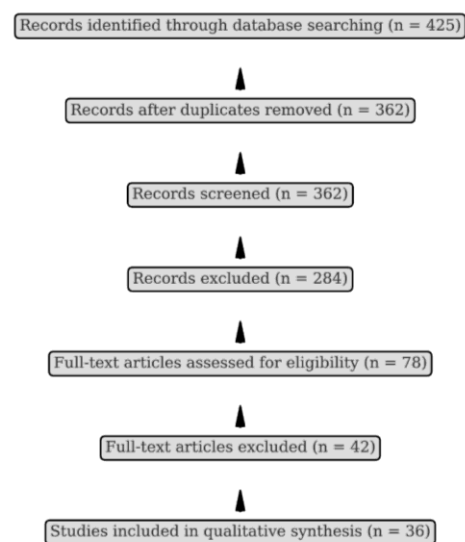 Records identified through database searching (n = 425)
Records after duplicates removed (n = 362)
Records screened (n = 362)
Records excluded (n = 284)
Full-text articles assessed for eligibility (n = 78)
Full-text articles excluded (n = 42)
Studies included in qualitative synthesis (n = 36)